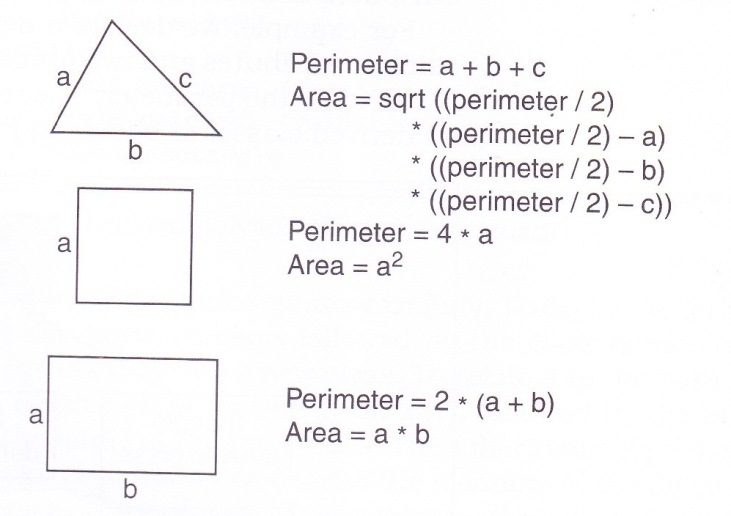 a
c
b
Perimeter = a + b + c
Area = sqrt ((perimeter / 2)
* ((perimeter / 2) – a)
* ((perimeter / 2) – b)
* ((perimeter / 2) – c))
a
Perimeter = 4 * a
Area = a²
a
b
Perimeter = 2 * (a + b)
Area = a * b